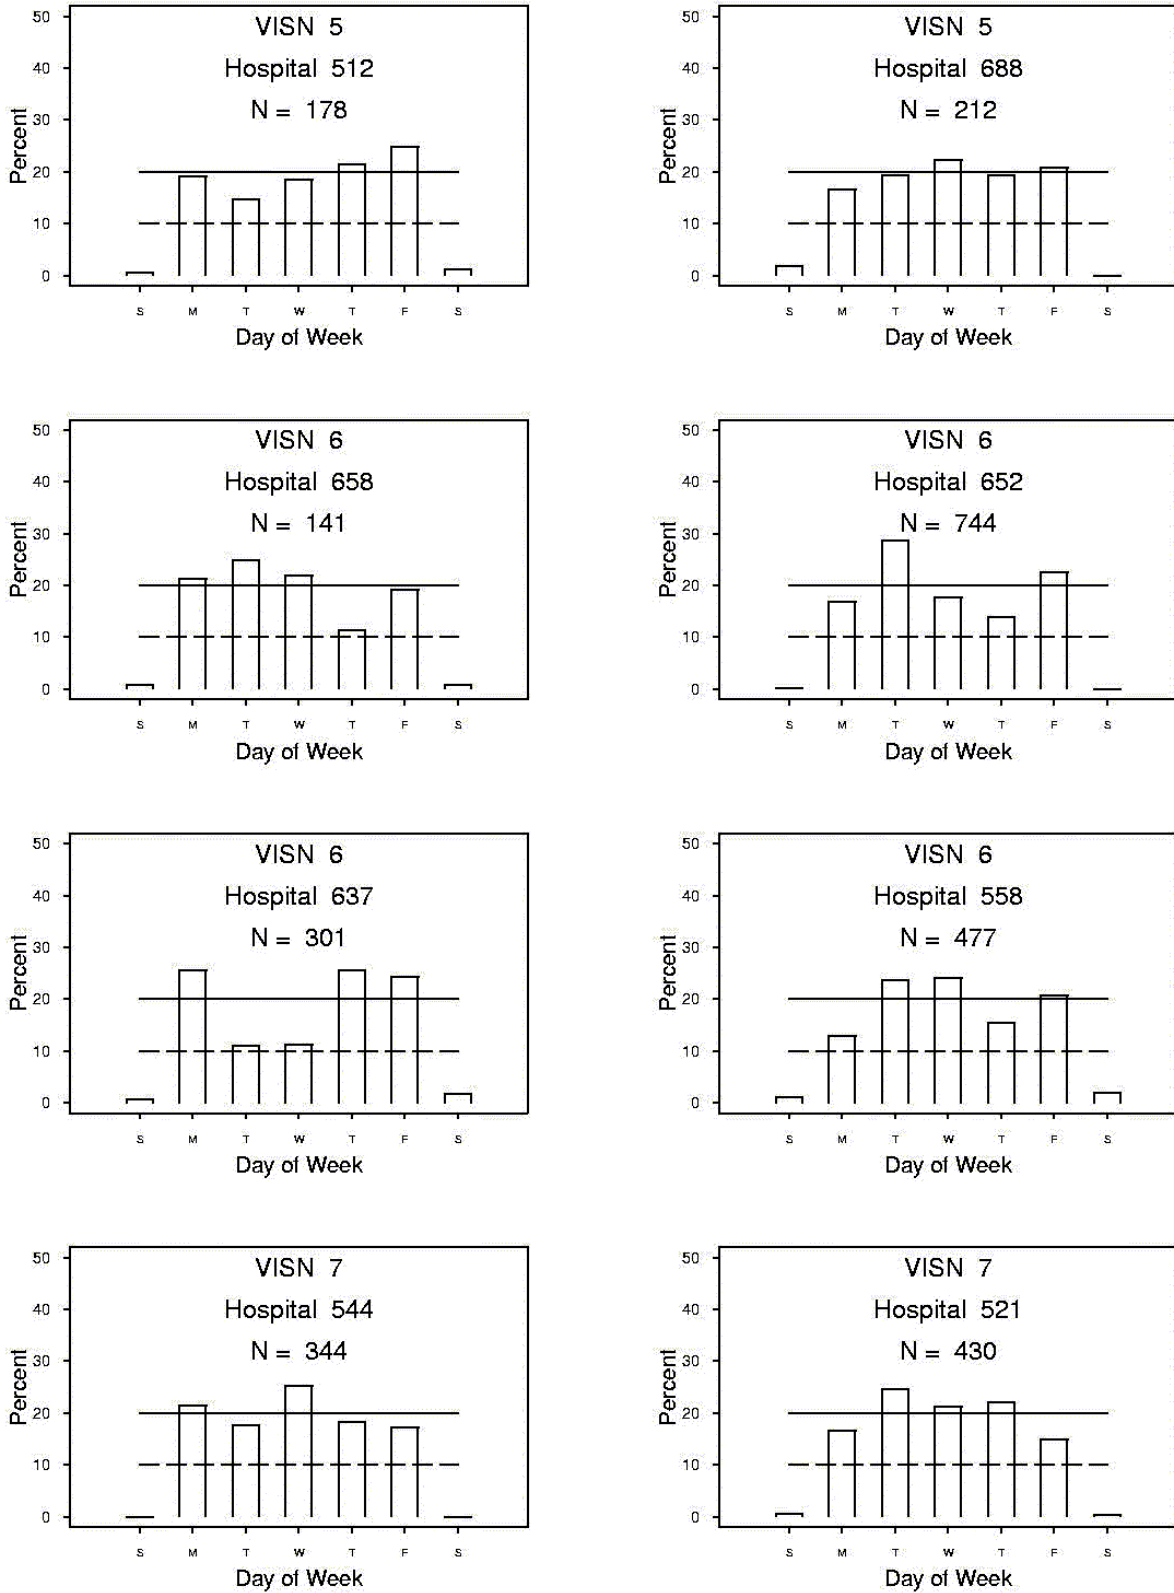 VISN 5
Hospital 512
N = 178
50
40
30
20
10
0
Percent
S M T W T F S
Day of Week
VISN 5
Hospital 688
N = 212
50
40
30
20
10
0
Percent
S M T W T F S
Day of Week
VISN 6
Hospital 658
N = 141
50
40
30
20
10
0
Percent
S M T W T F S
Day of Week
VISN 6
Hospital 652
N = 744
50
40
30
20
10
0
Percent
S M T W T F S
Day of Week
VISN 6
Hospital 637
N = 301
50
40
30
20
10
0
Percent
S M T W T F S
Day of Week
VISN 6
Hospital 558
N = 477
50
40
30
20
10
0
Percent
S M T W T F S
Day of Week
VISN 7
Hospital 544
N = 344
50
40
30
20
10
0
Percent
S M T W T F S
Day of Week
VISN 7
Hospital 521
N = 430
50
40
30
20
10
0
Percent
S M T W T F S
Day of Week